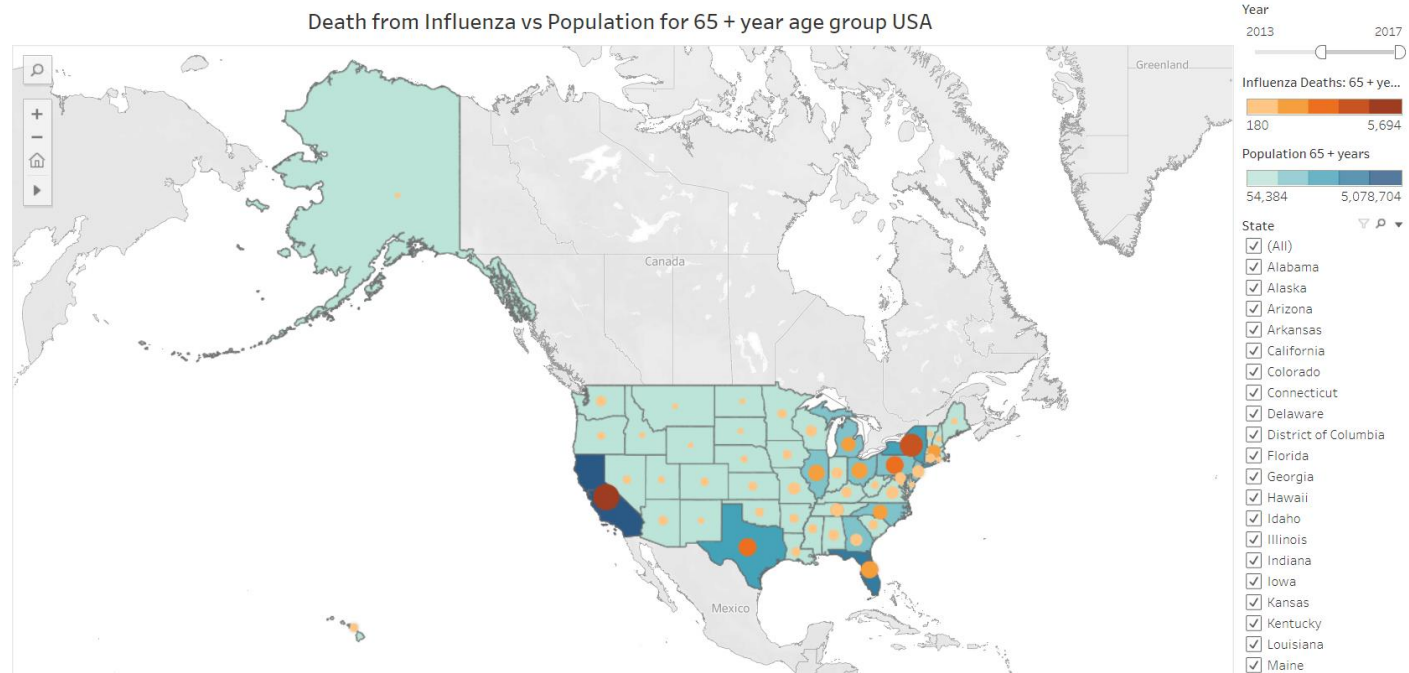 Death from Influenza vs Population for 65 + year age group USA
Greenland
Canada
Mexico
Year
2013 2017
Influenza Deaths: 65 + ye...
180 5,694
Population 65 + years
54,384 5,078,704
State
(All)
Alabama
Alaska
Arizona
Arkansas
California
Colorado
Connecticut
Delaware
District of Columbia
Florida
Georgia
Hawaii
Idaho
Illinois
Indiana
Iowa
Kansas
Kentucky
Louisiana
Maine